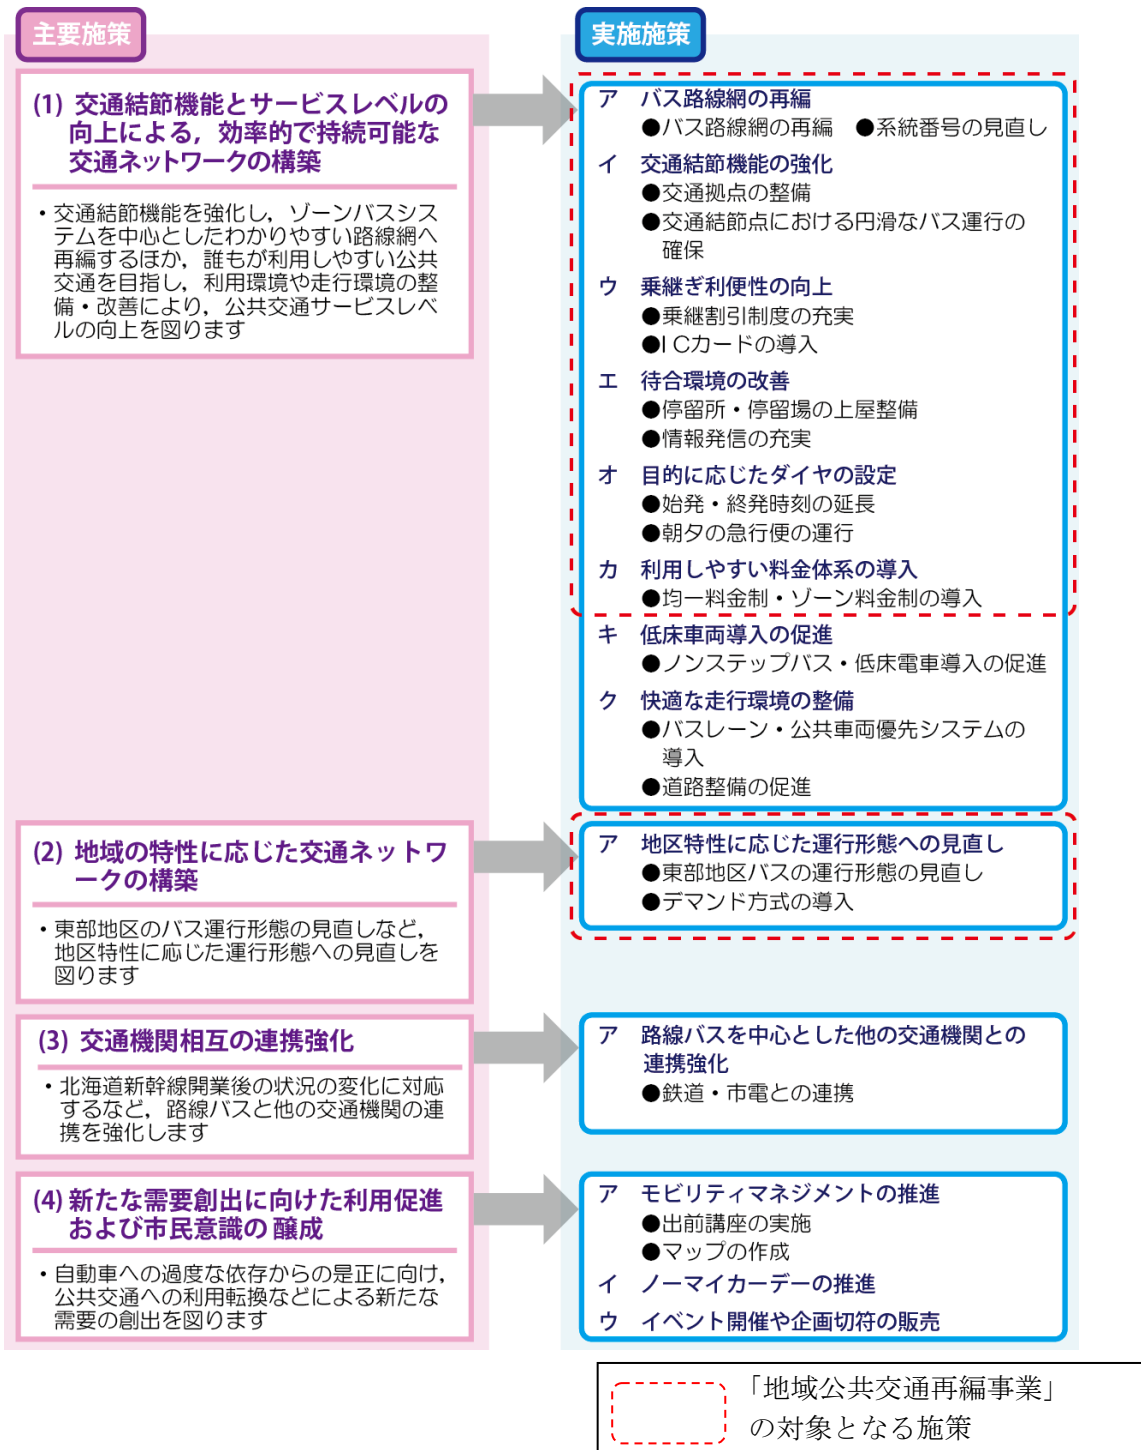 主要施策
(1) 交通結節機能とサービスレベルの
向上による，効率的で持続可能な
交通ネットワークの構築
・交通結節機能を強化し，ゾーンバスシス
テムを中心としたわかりやすい路線網へ
再編するほか，誰もが利用しやすい公共
交通を目指し，利用環境や走行環境の整
備・改善により，公共交通サービスレベ
ルの向上を図ります
(2) 地域の特性に応じた交通ネットワ
ークの構築
・東部地区のバス運行形態の見直しなど，
地区特性に応じた運行形態への見直しを
図ります
(3) 交通機関相互の連携強化
・北海道新幹線開業後の状況の変化に対応
するなど，路線バスと他の交通機関の連
携を強化します
(4) 新たな需要創出に向けた利用促進
および市民意識の 醸成
・自動車への過度な依存からの是正に向け，
公共交通への利用転換などによる新たな
需要の創出を図ります
実施施策
ア バス路線網の再編
●バス路線網の再編 ●系統番号の見直し
イ 交通結節機能の強化
●交通拠点の整備
●交通結節点における円滑なバス運行の
確保
ウ 乗継ぎ利便性の向上
●乗継割引制度の充実
●ICカードの導入
エ 待合環境の改善
●停留所・停留場の上屋整備
●情報発信の充実
オ 目的に応じたダイヤの設定
●始発・終発時刻の延長
●朝夕の急行便の運行
カ 利用しやすい料金体系の導入
●均一料金制・ゾーン料金制の導入
キ 低床車両導入の促進
●ノンステップバス・低床電車導入の促進
ク 快適な走行環境の整備
●バスレーン・公共車両優先システムの
導入
●道路整備の促進
ア 地区特性に応じた運行形態への見直し
●東部地区バスの運行形態の見直し
●デマンド方式の導入
ア 路線バスを中心とした他の交通機関との
連携強化
●鉄道・市電との連携
ア モビリティマネジメントの推進
●出前講座の実施
●マップの作成
イ ノーマイカーデーの推進
ウ イベント開催や企画切符の販売
「地域公共交通再編事業」
の対象となる施策